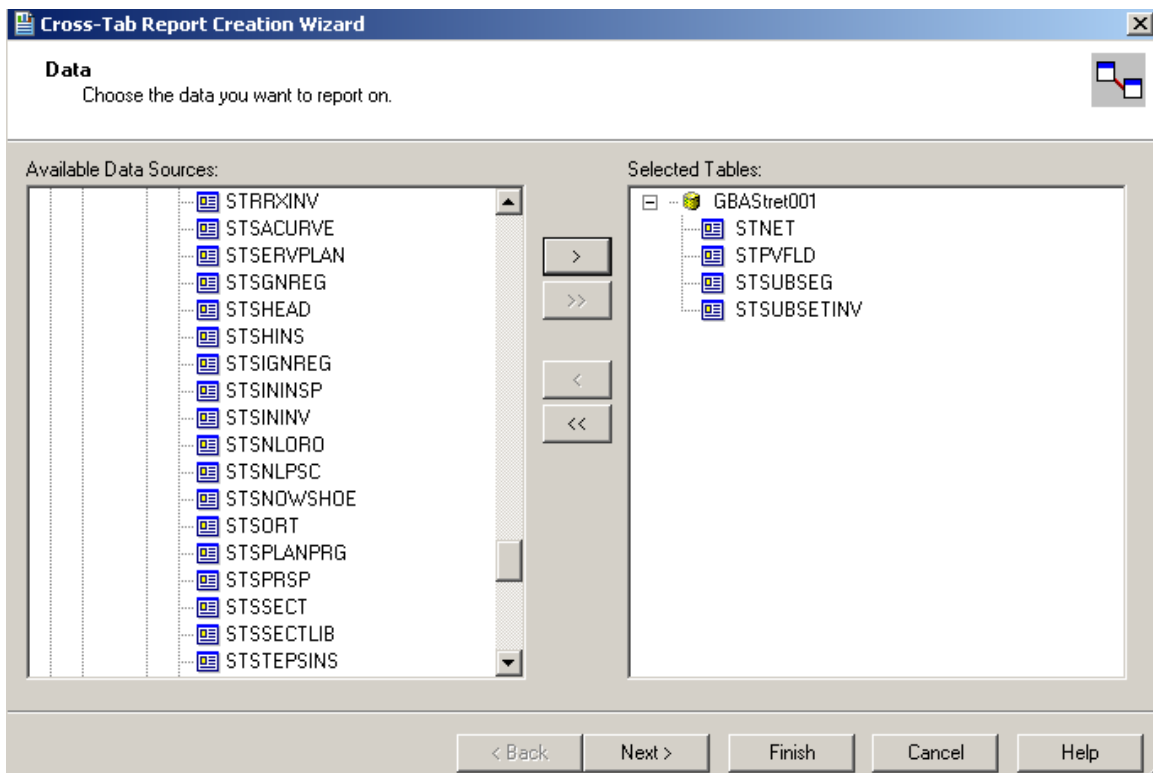 Cross-Tab Report Creation Wizard
Data
Choose the data you want to report on.
Available Data Sources:
STRRXINV
STSACURVE
STSERVPLAN
STSGNREG
STSHEAD
STSHINS
STSIGNREG
STSININSP
STSININV
STSNLORO
STSNLPSC
STSNOWSHOE
STSORT
STSPLANPRG
STSPRSP
STSSECT
STSSECTLIB
STSTEPSINS
>
>>
<
<<
Selected Tables:
GBAStret001
STNET
STPVFLD
STSUBSEG
STSUBSETINV
< Back
Next >
Finish
Cancel
Help